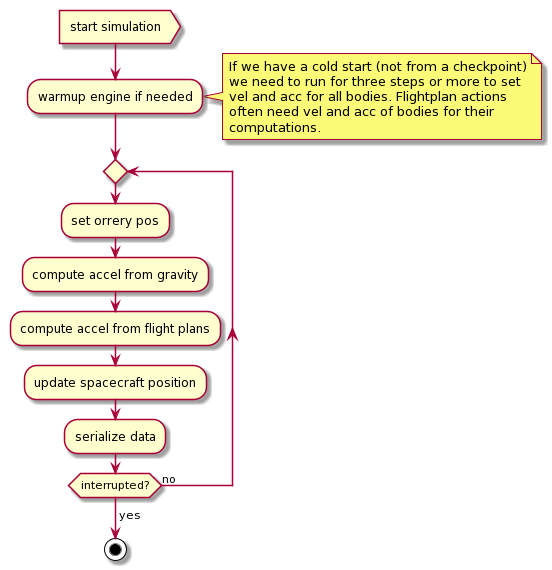 start simulation
warmup engine if needed
If we have a cold start (not from a checkpoint)
we need to run for three steps or more to set
vel and acc for all bodies. Flightplan actions
often need vel and acc of bodies for their
computations.
set orrery pos
compute accel from gravity
compute accel from flight plans
update spacecraft position
serialize data
interrupted?
no
yes